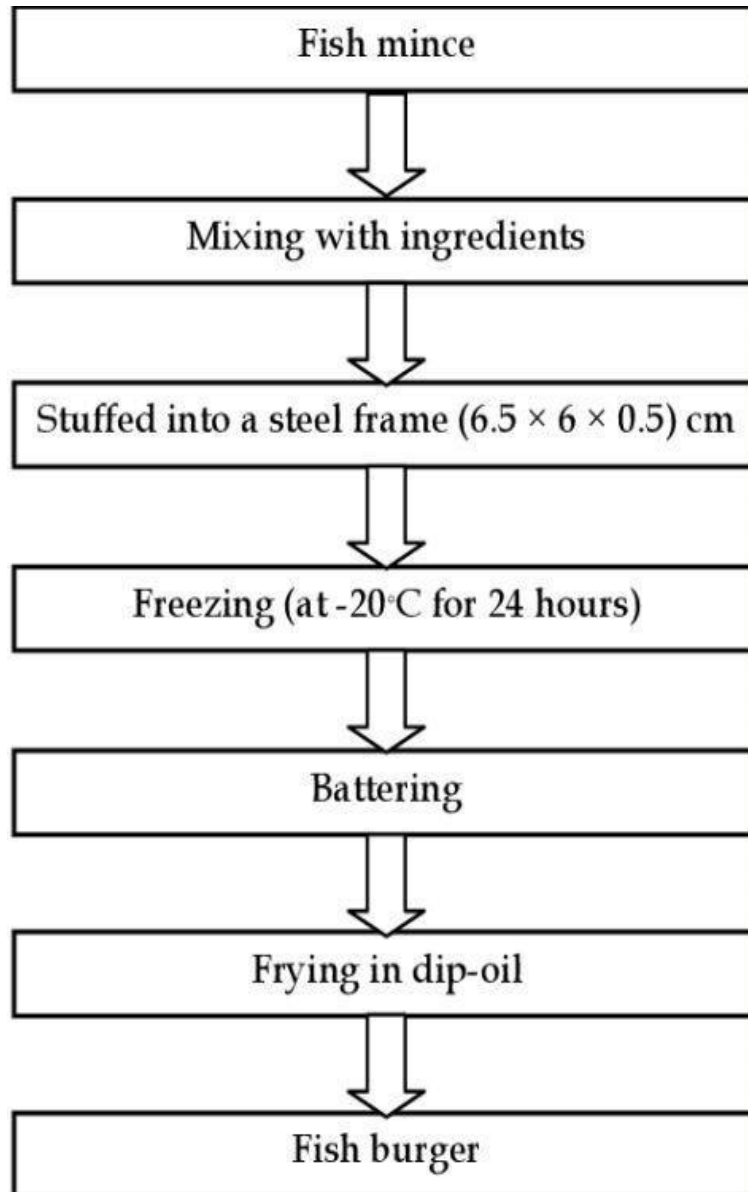 Fish mince
Mixing with ingredients
Stuffed into a steel frame (6.5 × 6 × 0.5) cm
Freezing (at -20◦C for 24 hours)
Battering
Frying in dip-oil
Fish burger